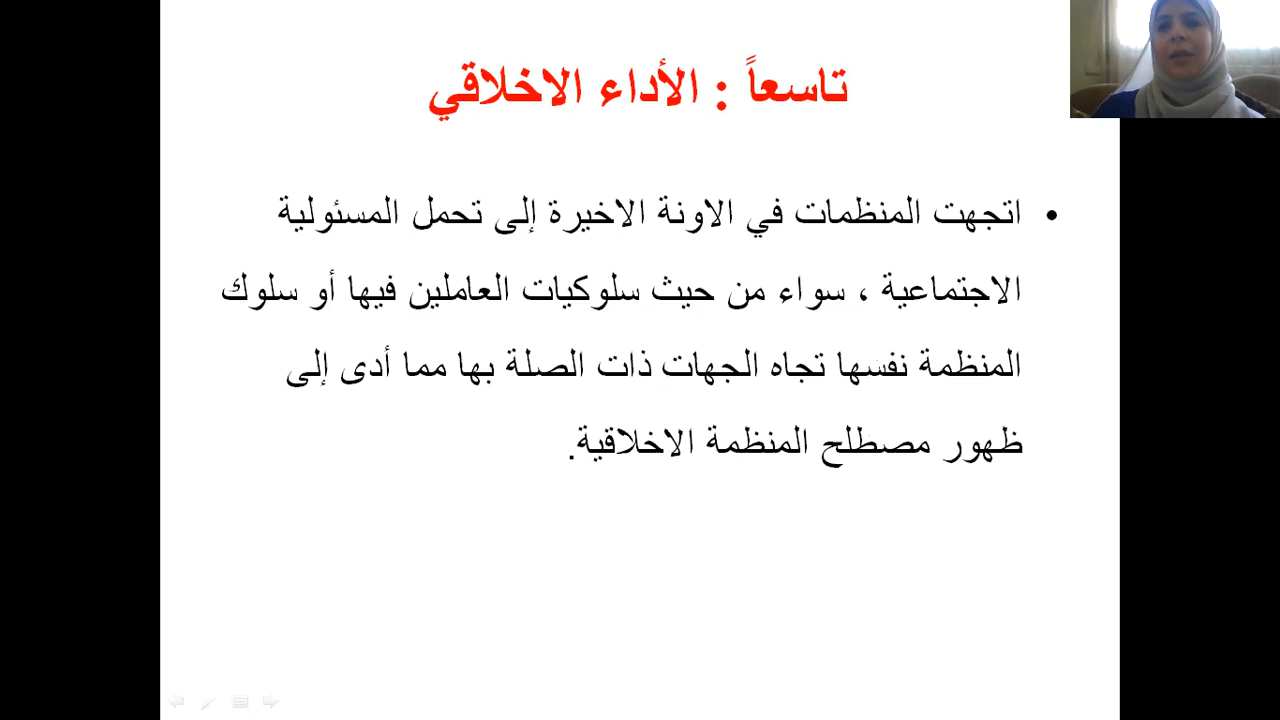 تاسعاً : الأداء الاخلاقي
• اتجهت المنظمات في الاونة الاخيرة إلى تحمل المسئولية
الاجتماعية ، سواء من حيث سلوكيات العاملين فيها أو سلوك
المنظمة نفسها تجاه الجهات ذات الصلة بها مما أدى إلى
ظهور مصطلح المنظمة الاخلاقية.